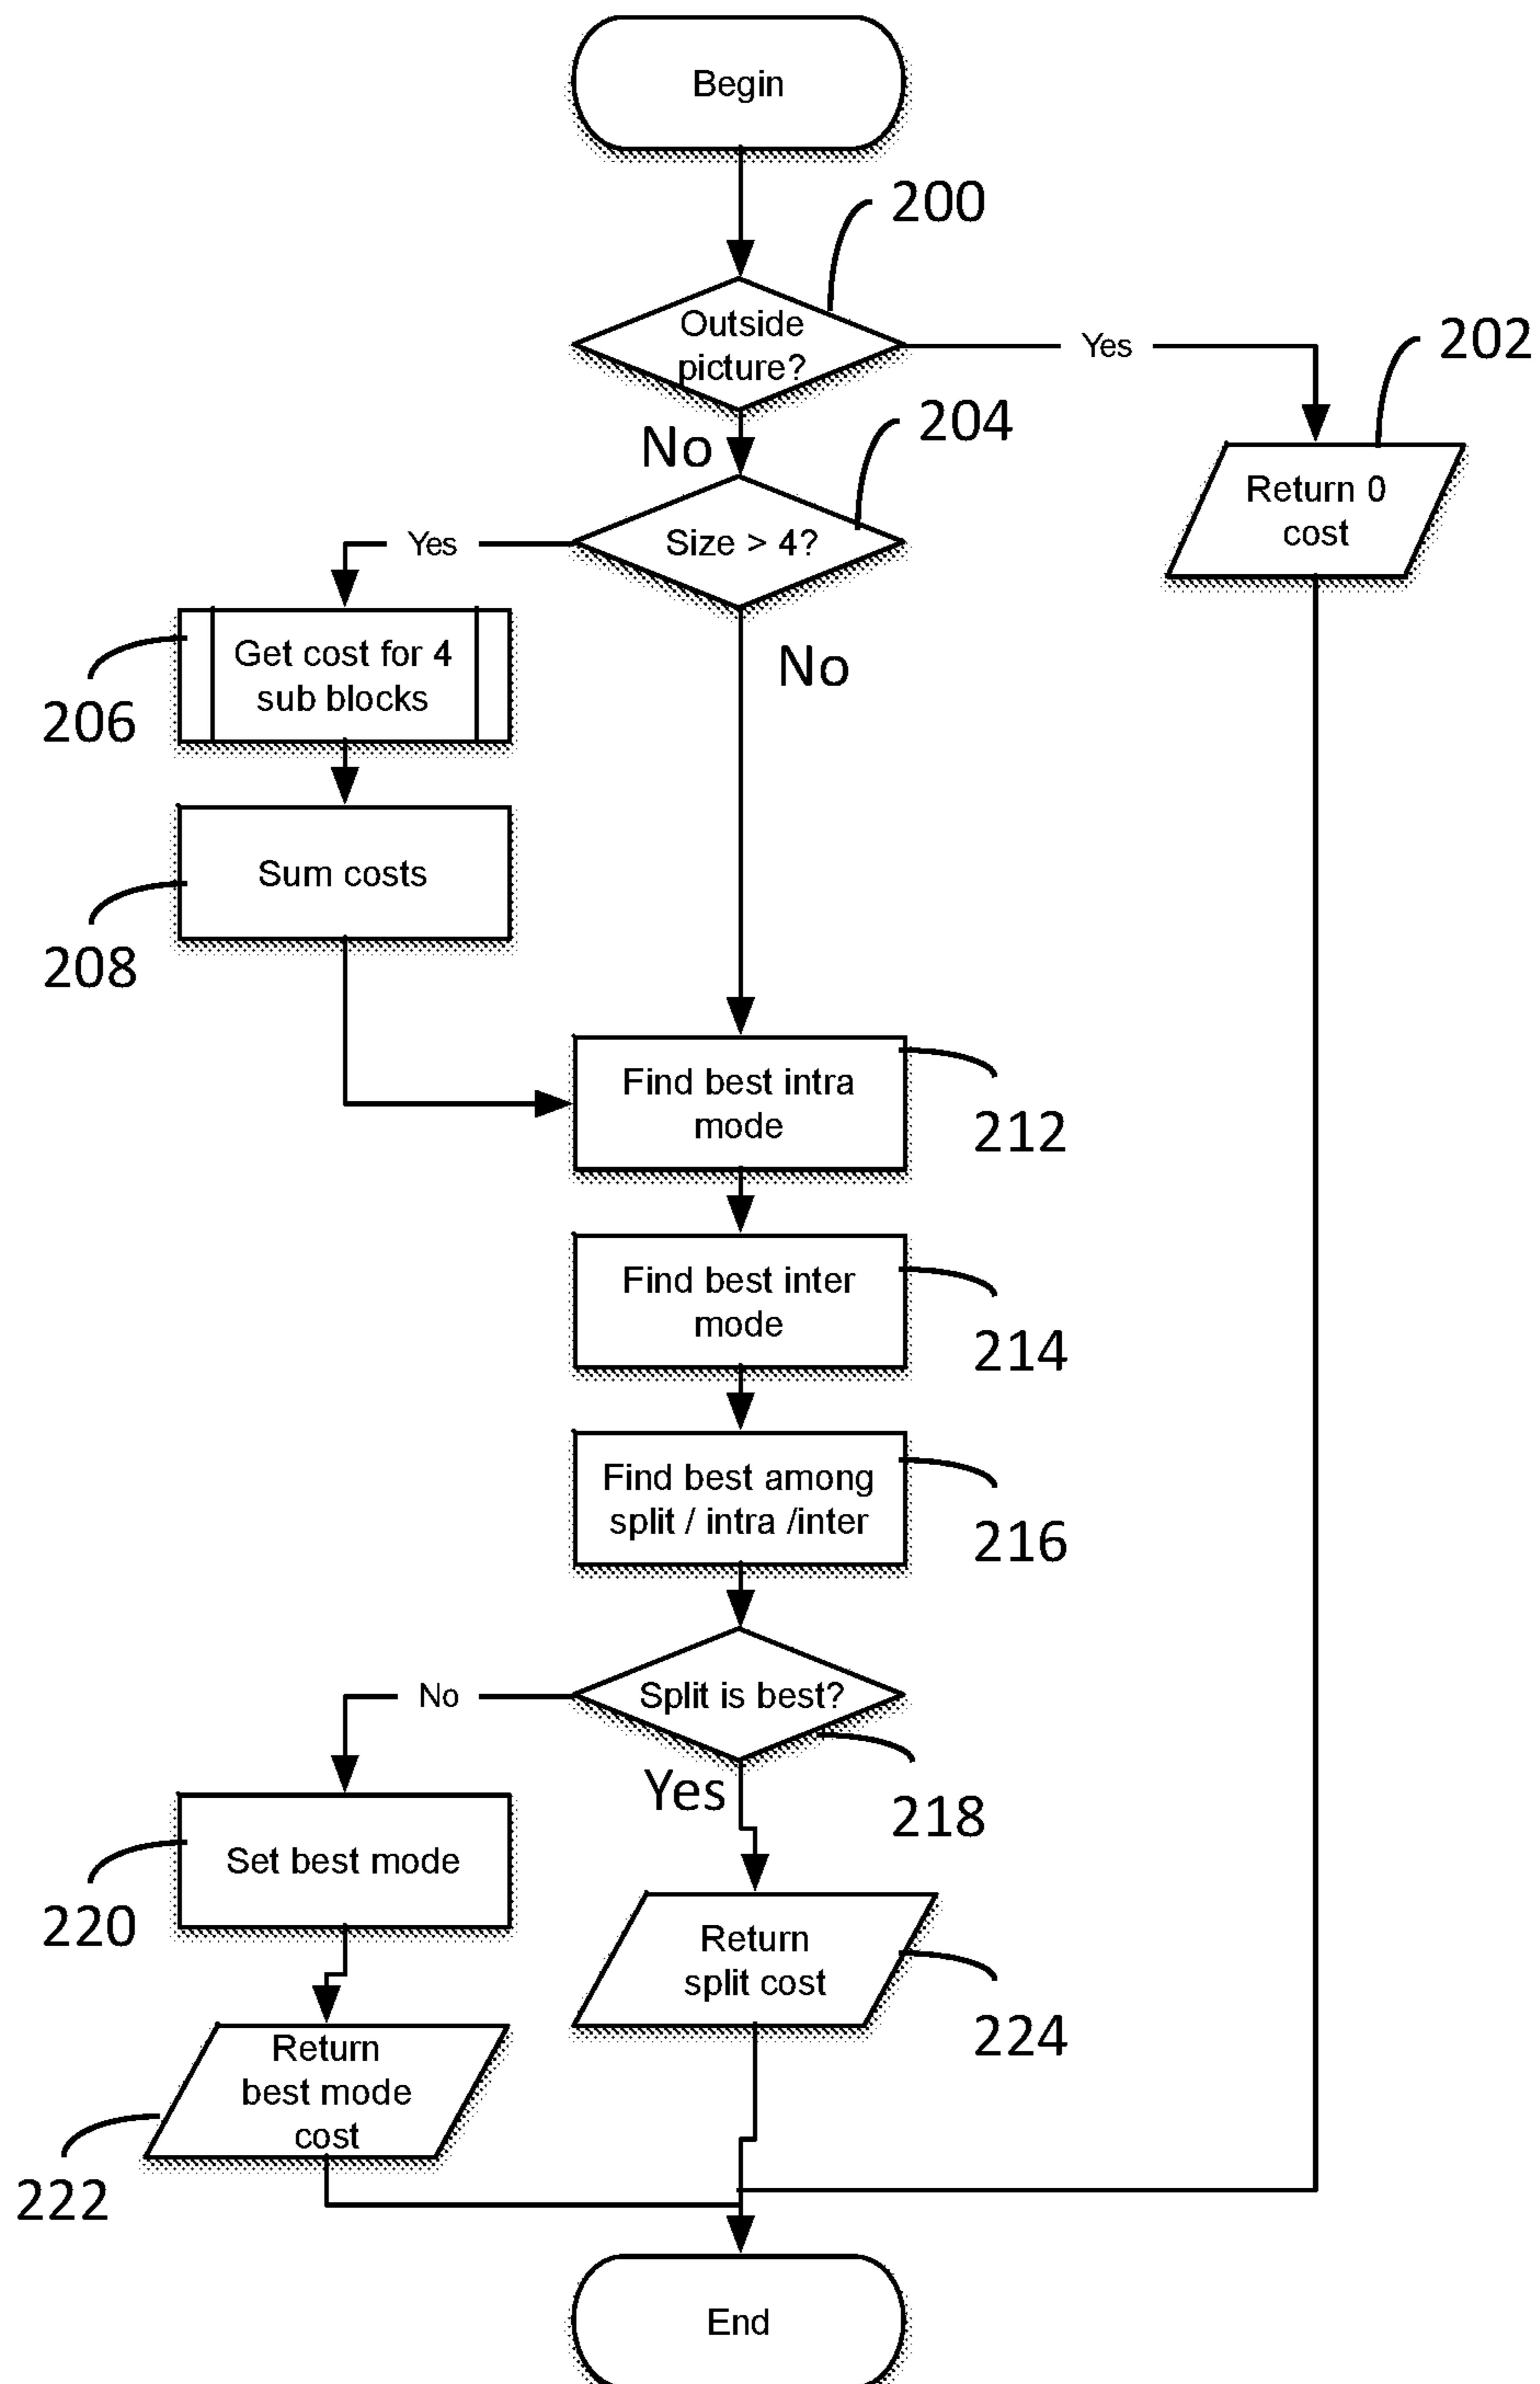 Begin
200
Outside
picture?
Yes
202
No
204
Return 0
cost
Size > 4?
Yes
Get cost for 4
sub blocks
No
206
Sum costs
208
Find best intra
mode
212
Find best inter
mode
214
Find best among
split / intra /inter
216
Split is best?
No
Yes
218
Set best mode
220
Return
split cost
224
Return
best mode
cost
222
End